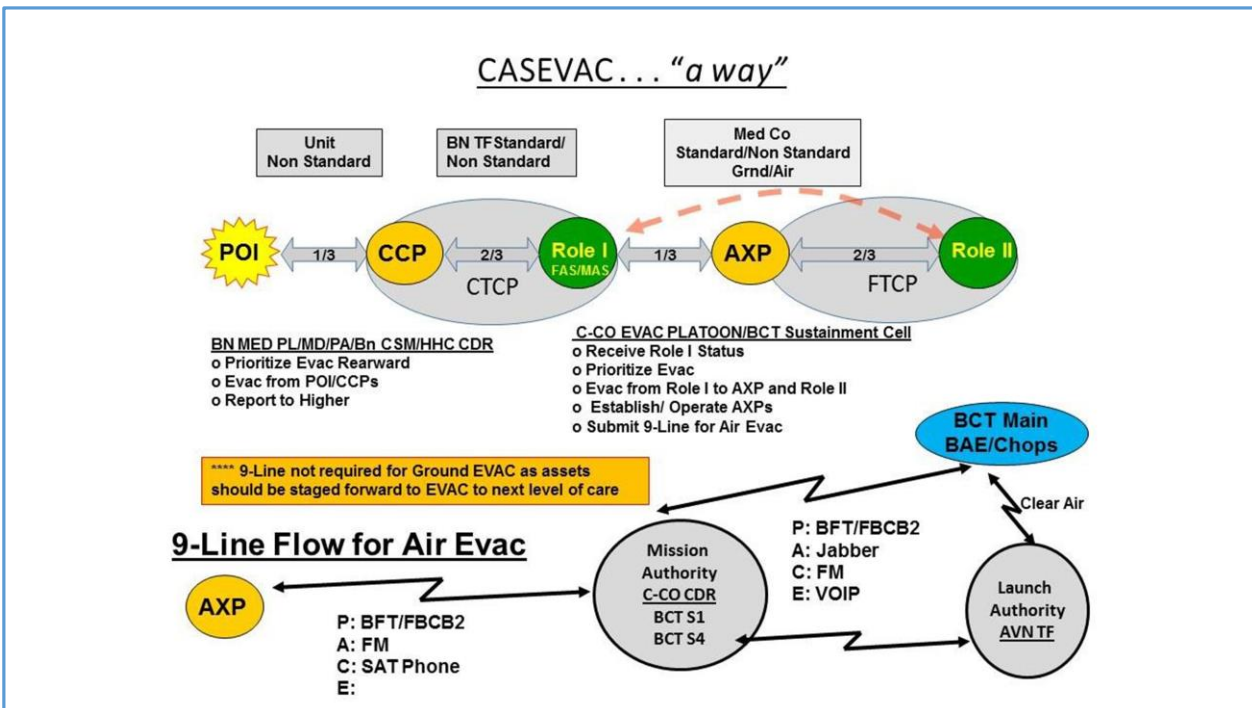 CASEVAC . . . “a way”
Unit
Non Standard
BN TFStandard/
Non Standard
Med Co
Standard/Non Standard
Grnd/Air
POI
1/3
CCP
2/3
Role I
FAS/MAS
1/3
AXP
2/3
Role II
CTCP
FTCP
BN MED PL/MD/PA/Bn CSM/HHC CDR
o Prioritize Evac Rearward
o Evac from POI/CCPs
o Report to Higher
C-CO EVAC PLATOON/BCT Sustainment Cell
o Receive Role I Status
o Prioritize Evac
o Evac from Role I to AXP and Role II
o Establish/ Operate AXPs
o Submit 9-Line for Air Evac
BCT Main
BAE/Chops
**** 9-Line not required for Ground EVAC as assets
should be staged forward to EVAC to next level of care
Clear Air
9-Line Flow for Air Evac
AXP
P: BFT/FBCB2
A: FM
C: SAT Phone
E:
Mission
Authority
C-CO CDR
BCT S1
BCT S4
P: BFT/FBCB2
A: Jabber
C: FM
E: VOIP
Launch
Authority
AVN TF